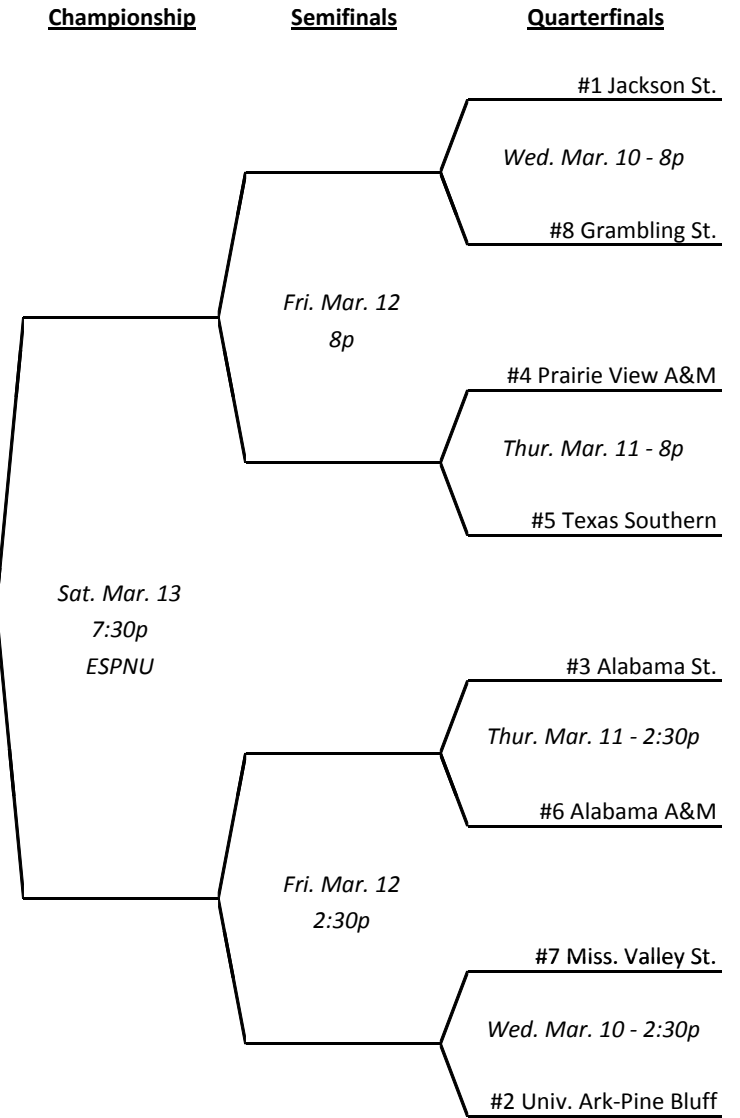 Championship Semifinals Quarterfinals
#1 Jackson St.
Wed. Mar. 10 - 8p
#8 Grambling St.
Fri. Mar. 12
8p
#4 Prairie View A&M
Thur. Mar. 11 - 8p
#5 Texas Southern
Sat. Mar. 13
7:30p
ESPNU
#3 Alabama St.
Thur. Mar. 11 - 2:30p
#6 Alabama A&M
Fri. Mar. 12
2:30p
#7 Miss. Valley St.
Wed. Mar. 10 - 2:30p
#2 Univ. Ark-Pine Bluff